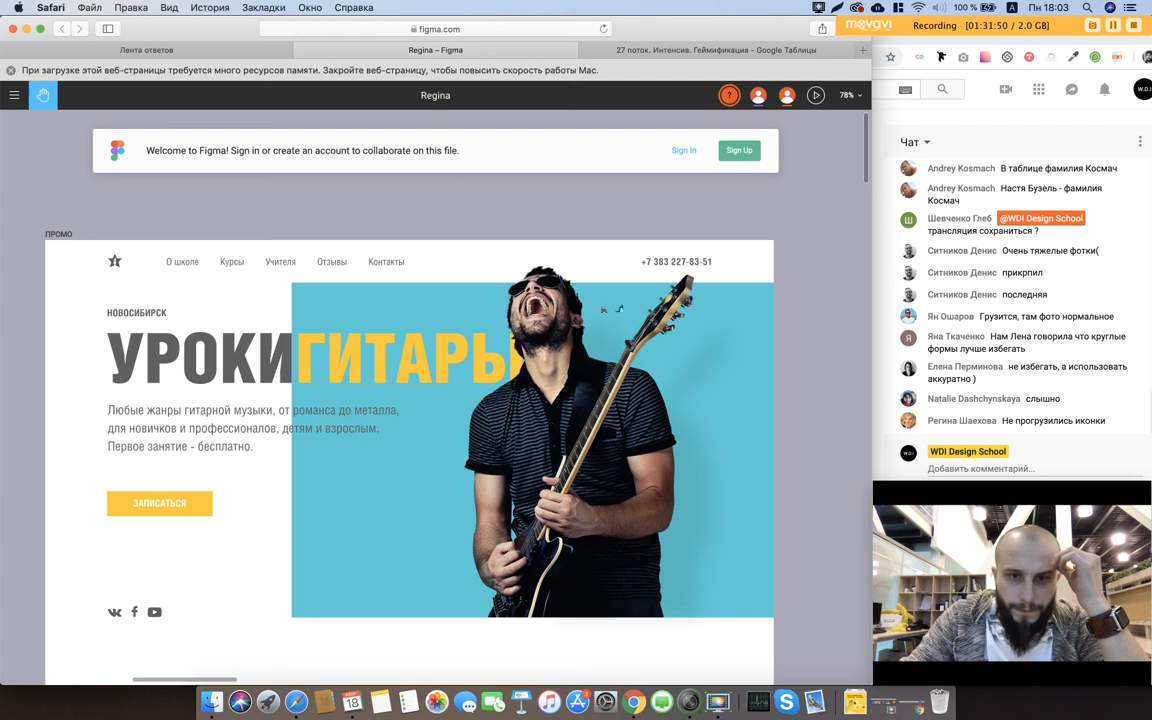 Safari Файл Правка Вид История Закладки Окно Справка
100 % Пн 18:03
movavi Recording (01:31:50 / 2.0 GB)
figma.com
Лента ответов
Regina – Figma
27 поток. Интенсив. Геймификация - Google Таблицы
При загрузке этой веб-страницы требуется много ресурсов памяти. Закройте веб-страницу, чтобы повысить скорость работы Mac.
Regina
78%
Welcome to Figma! Sign in or create an account to collaborate on this file.
Sign In
Sign Up
ПРОМО
О школе Курсы Учителя Отзывы Контакты
+7 383 227-83-51
НОВОСИБИРСК
УРОКИГИТАРЫ
Любые жанры гитарной музыки, от романса до металла,
для новичков и профессионалов, детям и взрослым.
Первое занятие - бесплатно.
ЗАПИСАТЬСЯ
Чат
Andrey Kosmach В таблице фамилия Космач
Andrey Kosmach Настя Бузель - фамилия
Космач
Шевченко Глеб @WDI Design School
трансляция сохраниться ?
Ситников Денис Очень тяжелые фотки(
Ситников Денис прикрпил
Ситников Денис последняя
Ян Ошаров Грузится, там фото нормальное
Яна Ткаченко Нам Лена говорила что круглые
формы лучше избегать
Елена Перминова не избегать, а использовать
аккуратно )
Natalie Dashchynskaya слышно
Регина Шаехова Не прогрузились иконки
WDI Design School
Добавить комментарий...